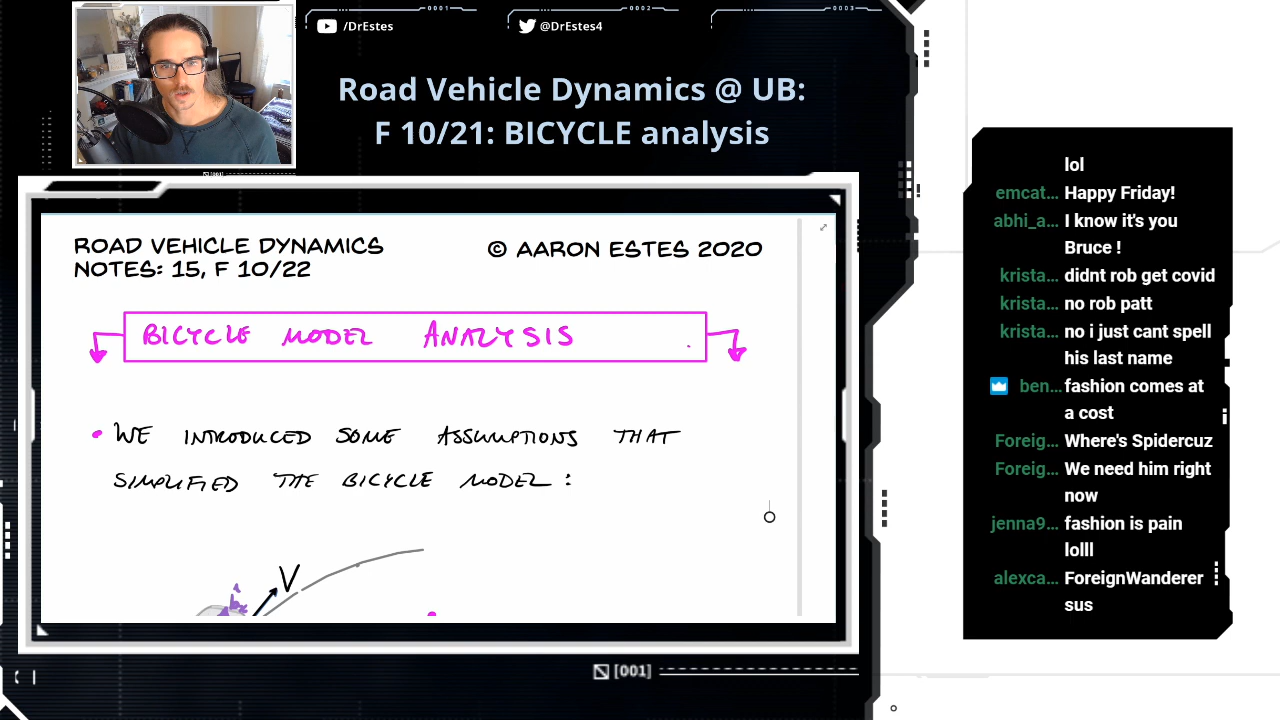 0001
0002
0003
/DrEstes
@DrEstes4
Road Vehicle Dynamics @ UB:
F 10/21: BICYCLE analysis
[001]
ROAD VEHICLE DYNAMICS
NOTES: 15, F 10/22
© AARON ESTES 2020
BICYCLE MODEL ANALYSIS
• WE INTRODUCED SOME ASSUMPTIONS THAT
SIMPLIFIED THE BICYCLE MODEL:
V
[001]
lol
emcat... Happy Friday!
abhi_a... I know it's you
Bruce !
krista... didnt rob get covid
krista... no rob patt
krista... no i just cant spell
his last name
ben... fashion comes at
a cost
Foreig... Where's Spidercuz
Foreig... We need him right
now
jenna9... fashion is pain
lolll
alexca... ForeignWanderer
sus